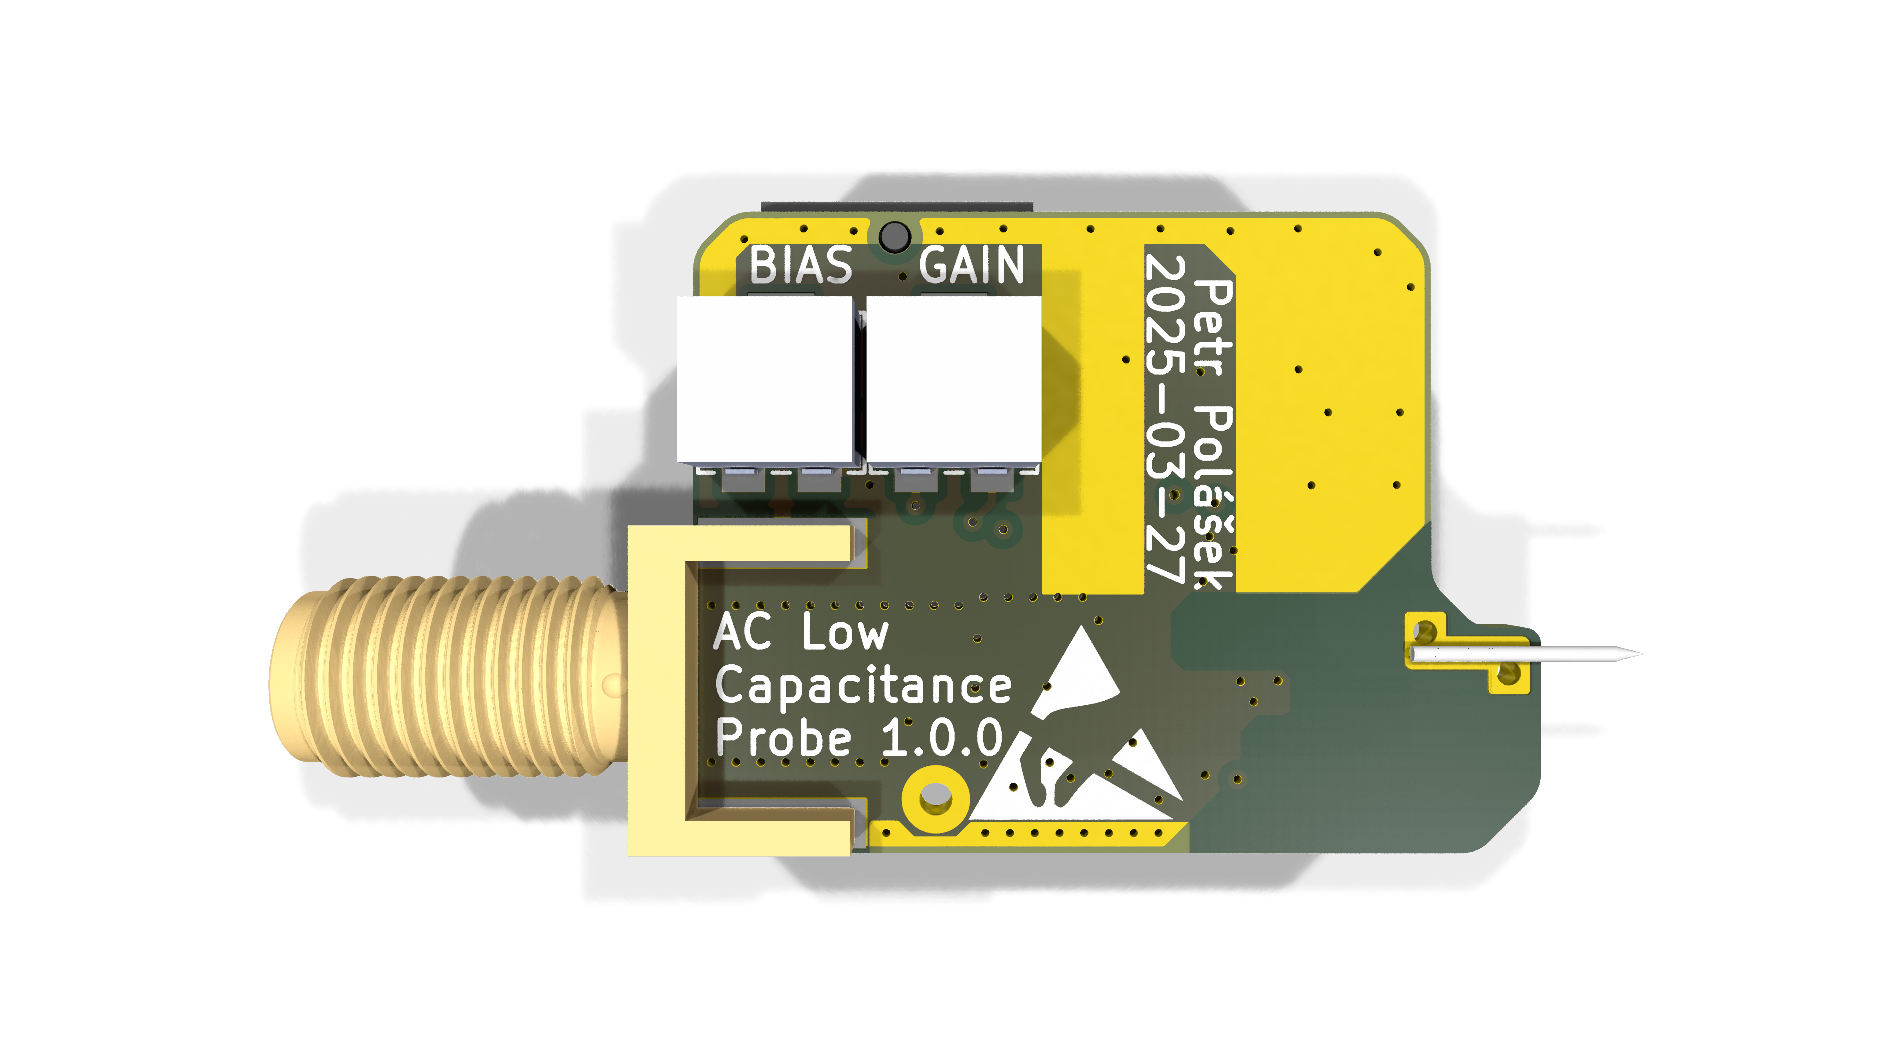 BIAS GAIN
Petr Polášek
2025-03-27
AC Low
Capacitance
Probe 1.0.0